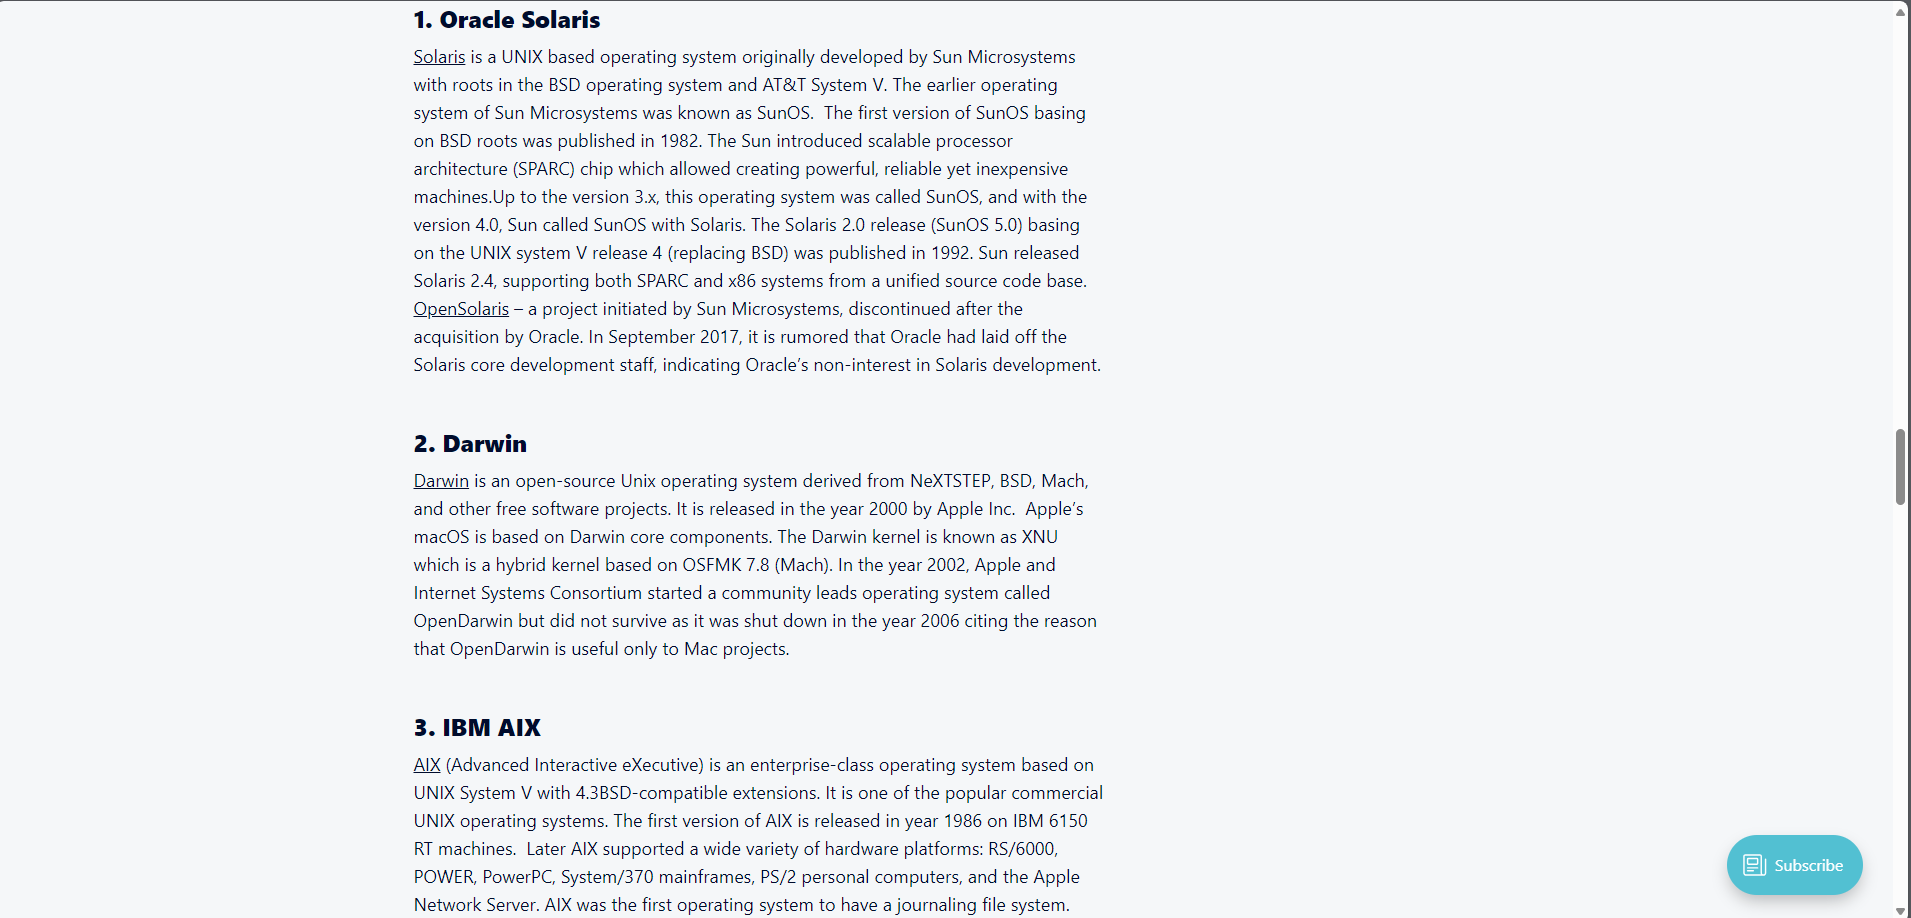 1. Oracle Solaris
Solaris is a UNIX based operating system originally developed by Sun Microsystems
with roots in the BSD operating system and AT&T System V. The earlier operating
system of Sun Microsystems was known as SunOS.  The first version of SunOS basing
on BSD roots was published in 1982. The Sun introduced scalable processor
architecture (SPARC) chip which allowed creating powerful, reliable yet inexpensive
machines.Up to the version 3.x, this operating system was called SunOS, and with the
version 4.0, Sun called SunOS with Solaris. The Solaris 2.0 release (SunOS 5.0) basing
on the UNIX system V release 4 (replacing BSD) was published in 1992. Sun released
Solaris 2.4, supporting both SPARC and x86 systems from a unified source code base.
OpenSolaris – a project initiated by Sun Microsystems, discontinued after the
acquisition by Oracle. In September 2017, it is rumored that Oracle had laid off the
Solaris core development staff, indicating Oracle’s non-interest in Solaris development.
2. Darwin
Darwin is an open-source Unix operating system derived from NeXTSTEP, BSD, Mach,
and other free software projects. It is released in the year 2000 by Apple Inc.  Apple’s
macOS is based on Darwin core components. The Darwin kernel is known as XNU
which is a hybrid kernel based on OSFMK 7.8 (Mach). In the year 2002, Apple and
Internet Systems Consortium started a community leads operating system called
OpenDarwin but did not survive as it was shut down in the year 2006 citing the reason
that OpenDarwin is useful only to Mac projects.
3. IBM AIX
AIX (Advanced Interactive eXecutive) is an enterprise-class operating system based on
UNIX System V with 4.3BSD-compatible extensions. It is one of the popular commercial
UNIX operating systems. The first version of AIX is released in year 1986 on IBM 6150
RT machines.  Later AIX supported a wide variety of hardware platforms: RS/6000,
POWER, PowerPC, System/370 mainframes, PS/2 personal computers, and the Apple
Network Server. AIX was the first operating system to have a journaling file system.
Subscribe